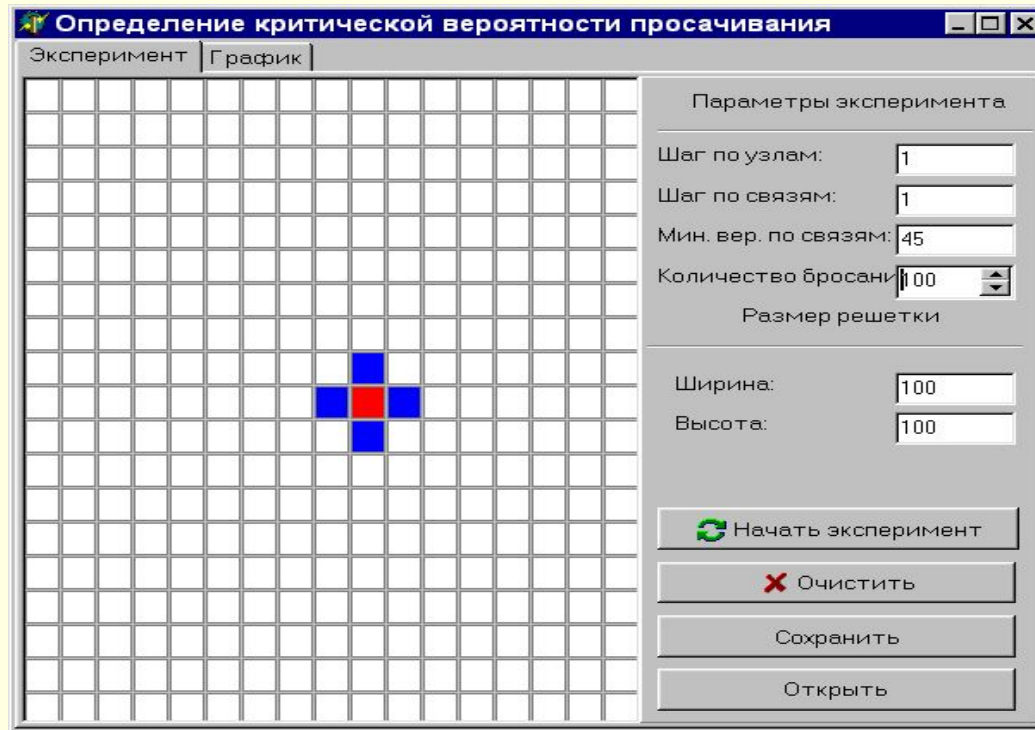 Определение критической вероятности просачивания
Эксперимент График
Параметры эксперимента
Шаг по узлам: 1
Шаг по связям: 1
Мин. вер. по связям: 45
Количество бросани 100
Размер решетки
Ширина: 100
Высота: 100
Начать эксперимент
Очистить
Сохранить
Открыть